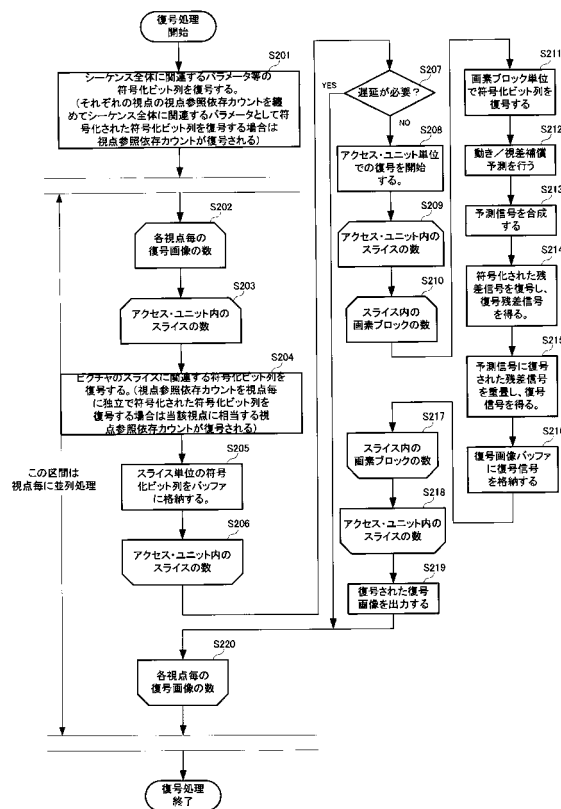 復号処理
開始
S201
シーケンス全体に関連するパラメータ等の
符号化ビット列を復号する。
(それぞれの視点の視点参照依存カウントを纏
めてシーケンス全体に関連するパラメータとして符
号化された符号化ビット列を復号する場合は
視点参照依存カウントが復号される)
S202
各視点毎の
復号画像の数
S203
アクセス・ユニット内の
スライスの数
S204
ピクチャのスライスに関連する符号化ビット列を
復号する。(視点参照依存カウントを視点毎
に独立で符号化された符号化ビット列を
復号する場合は当該視点に相当する視
点参照依存カウントが復号される)
この区間は
視点毎に並列処理
S205
スライス単位の符号
化ビット列をバッファ
に格納する。
S206
アクセス・ユニット内の
スライスの数
S207
YES
遅延が必要?
NO
S208
アクセス・ユニット単位
での復号を開始
する。
S209
アクセス・ユニット内の
スライスの数
S210
スライス内の
画素ブロックの数
S211
画素ブロック単位
で符号化ビット列を
復号する
S212
動き/視差補償
予測を行う
S213
予測信号を合成
する
S214
符号化された残
差信号を復号し、
復号残差信号
を得る。
S215
予測信号に復号
された残差信号
を重畳し、復号
信号を得る。
S216
復号画像バッファ
に復号信号
を格納する
S217
スライス内の
画素ブロックの数
S218
アクセス・ユニット内の
スライスの数
S219
復号された復号
画像を出力する
S220
各視点毎の
復号画像の数
復号処理
終了